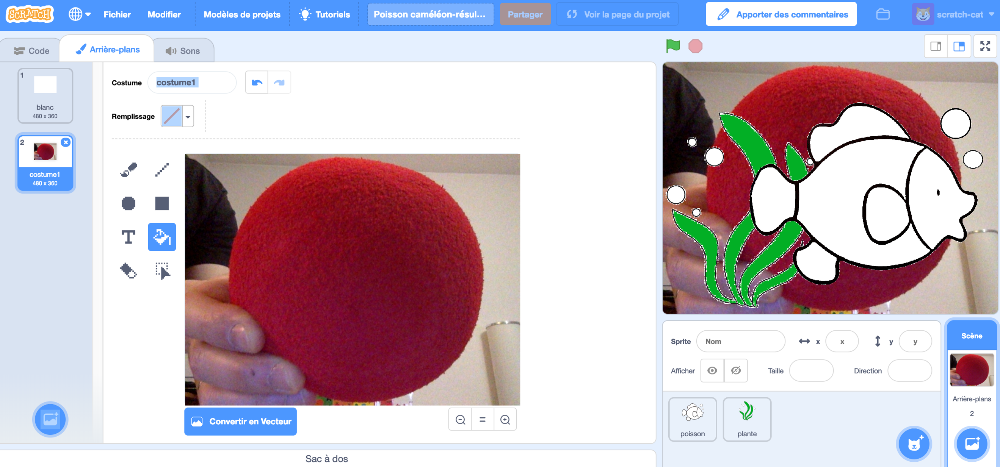 SCRATCH
Fichier
Modifier
Modèles de projets
Tutoriels
Poisson caméléon-résul...
Partager
Voir la page du projet
Apporter des commentaires
scratch-cat
Code
Arrière-plans
Sons
1
blanc
480 x 360
2
costume1
480 x 360
Costume
costume1
Remplissage
T
Convertir en Vecteur
=
Sac à dos
Sprite
Nom
x
x
y
y
Afficher
Taille
Direction
poisson
plante
Scène
Arrière-plans
2